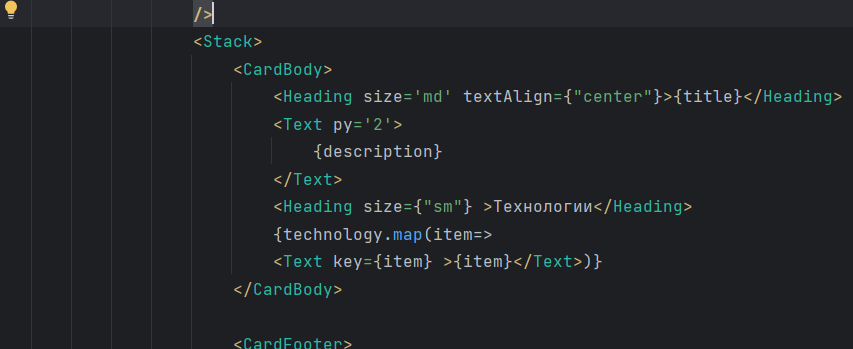 />
<Stack>
<CardBody>
<Heading size='md' textAlign={"center"}>{title}</Heading>
<Text py='2'>
{description}
</Text>
<Heading size={"sm"} >Технологии</Heading>
{technology.map(item=>
<Text key={item} >{item}</Text>)}
</CardBody>
<CardFooter>